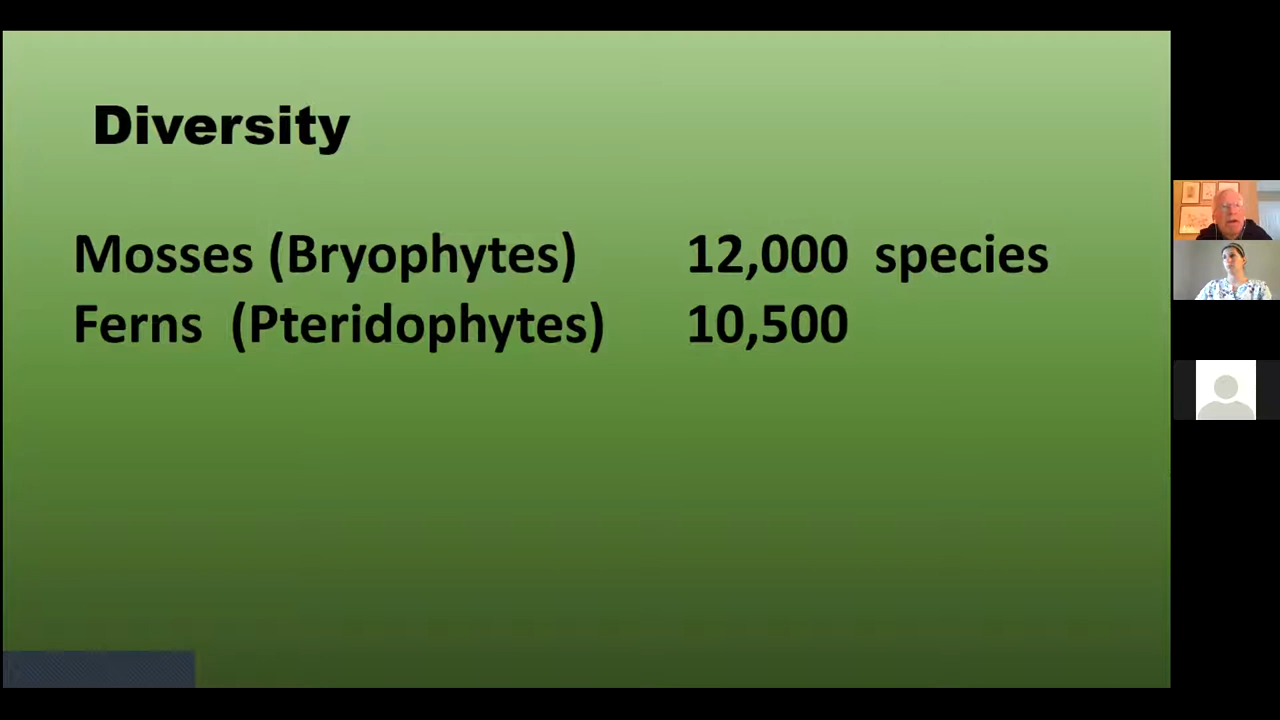 Diversity
Mosses (Bryophytes) 12,000 species
Ferns (Pteridophytes) 10,500